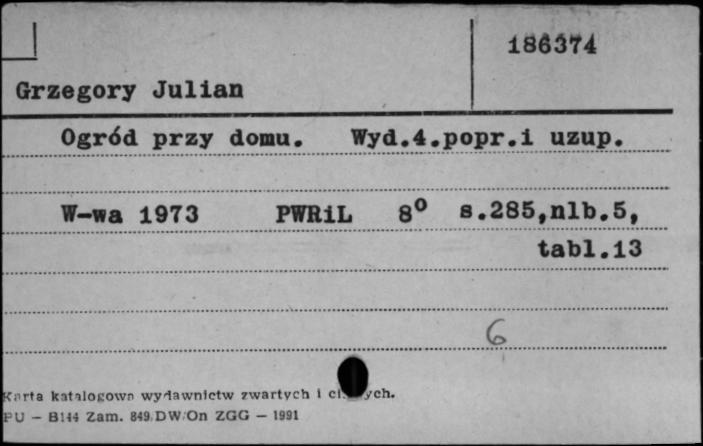 186374
Grzegory Julian
Ogród przy domu. Wyd.4.popr.i uzup.
W-wa 1973 PWRiL 8⁰ s.285,nlb.5,
tabl.13
6
Karta katalogowa wydawnictw zwartych i
PU — B144 Zam. 849.DW/On ZGG — 1991